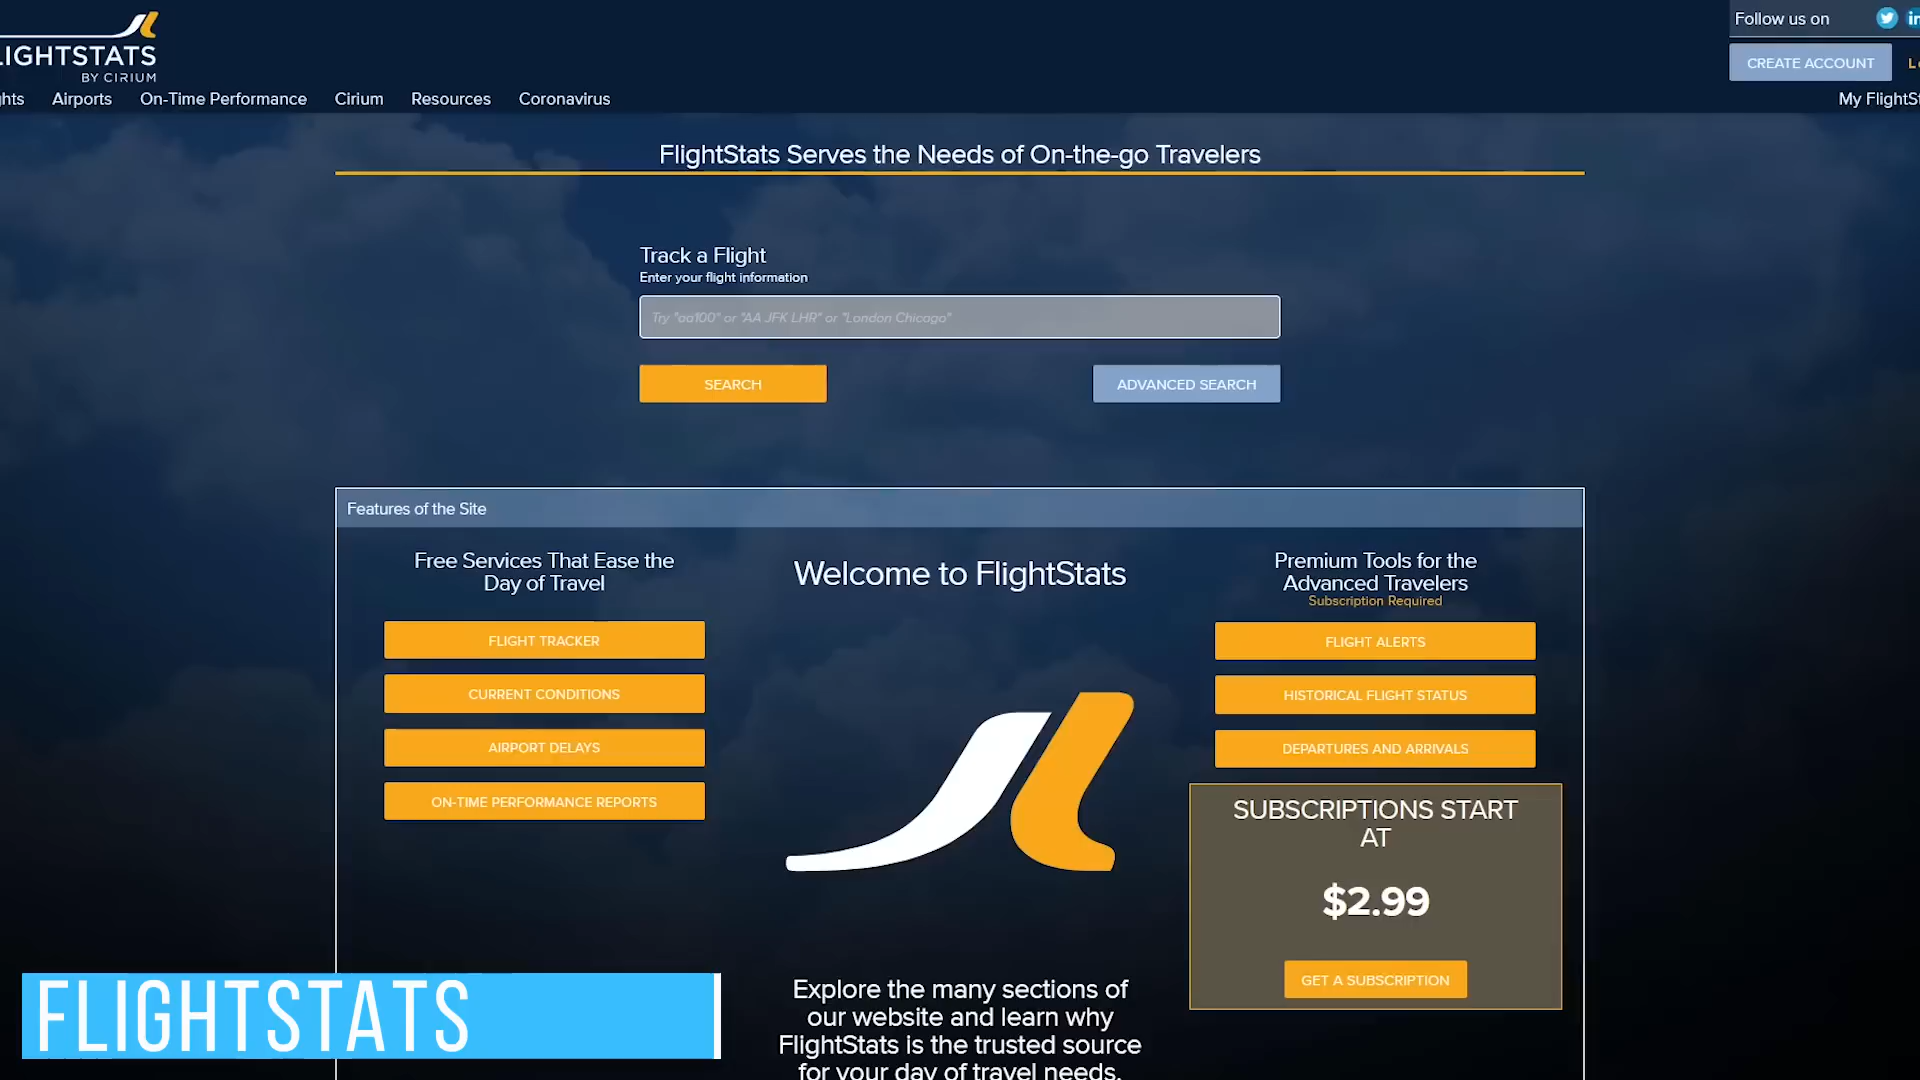 LIGHTSTATS
BY CIRIUM
Follow us on
CREATE ACCOUNT
hts Airports On-Time Performance Cirium Resources Coronavirus
My FlightSt
FlightStats Serves the Needs of On-the-go Travelers
Track a Flight
Enter your flight information
Try "aa100" or "AA JFK LHR" or "London Chicago"
SEARCH
ADVANCED SEARCH
Features of the Site
Free Services That Ease the
Day of Travel
FLIGHT TRACKER
CURRENT CONDITIONS
AIRPORT DELAYS
ON-TIME PERFORMANCE REPORTS
Welcome to FlightStats
Explore the many sections of
our website and learn why
FlightStats is the trusted source
for your day of travel needs.
Premium Tools for the
Advanced Travelers
Subscription Required
FLIGHT ALERTS
HISTORICAL FLIGHT STATUS
DEPARTURES AND ARRIVALS
SUBSCRIPTIONS START
AT
$2.99
GET A SUBSCRIPTION
FLIGHTSTATS